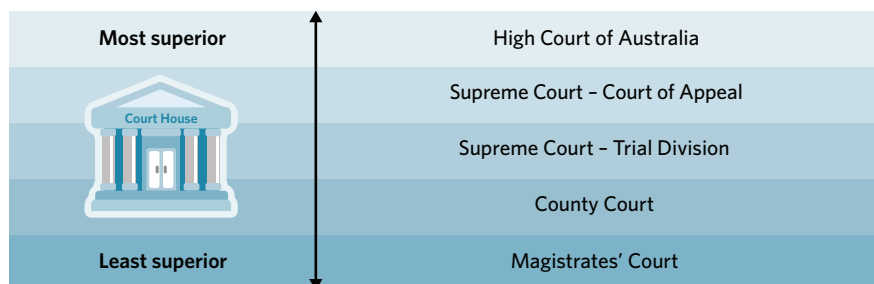 Most superior
High Court of Australia
Supreme Court – Court of Appeal
Court House
Supreme Court – Trial Division
County Court
Least superior
Magistrates’ Court